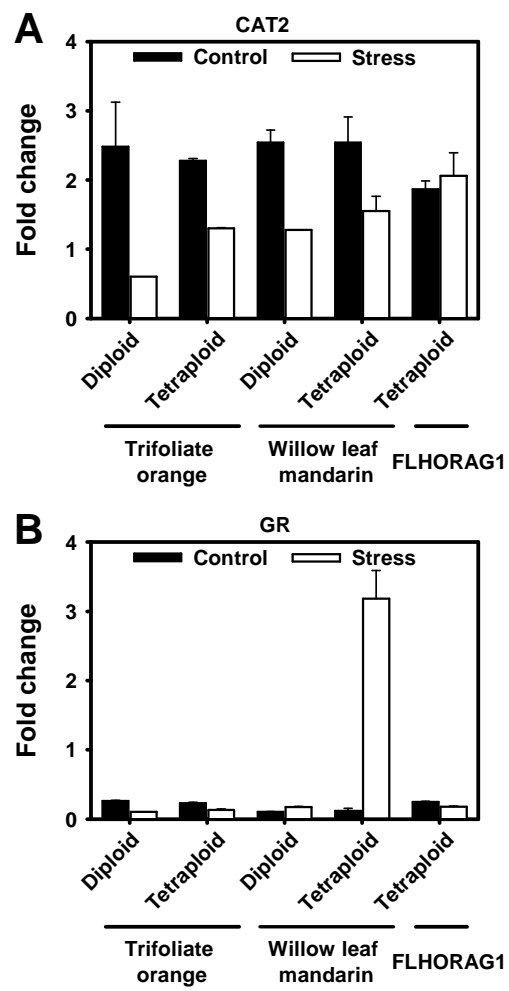 A
CAT2
Control
Stress
Fold change
4
3
2
1
0
Diploid
Tetraploid
Diploid
Tetraploid
Tetraploid
Trifoliate
orange
Willow leaf
mandarin
FLHORAG1
B
GR
Control
Stress
Fold change
4
3
2
1
0
Diploid
Tetraploid
Diploid
Tetraploid
Tetraploid
Trifoliate
orange
Willow leaf
mandarin
FLHORAG1